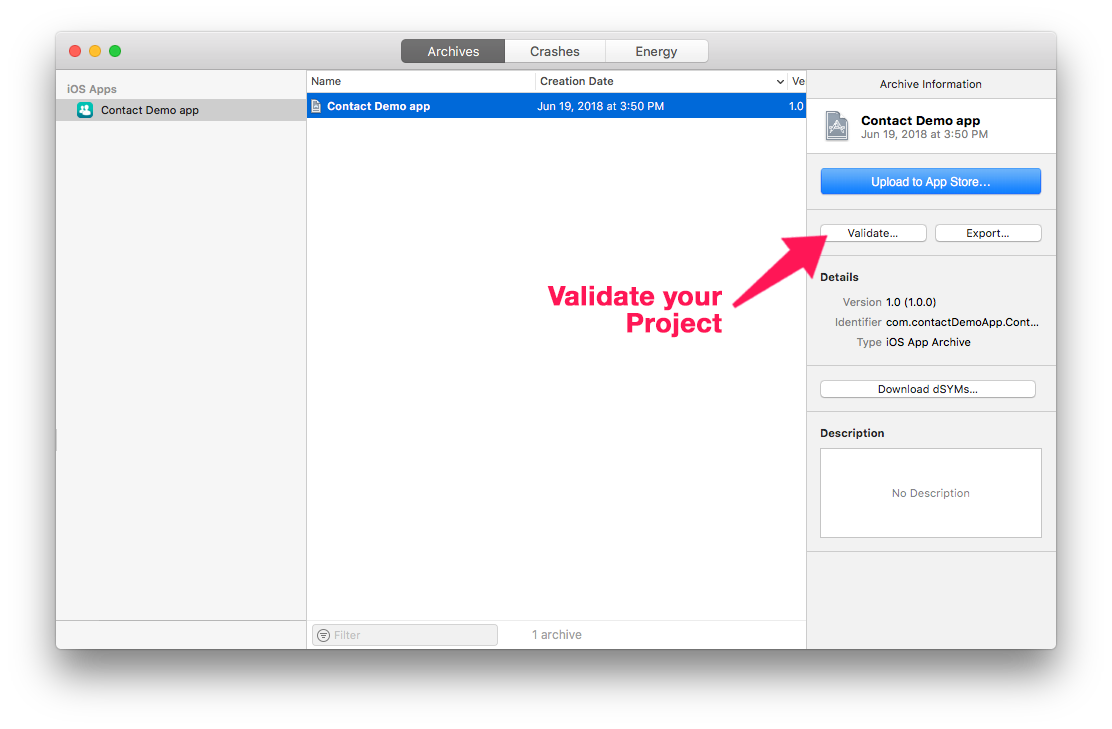 Archives Crashes Energy
iOS Apps
Contact Demo app
Name Creation Date Ve
Contact Demo app Jun 19, 2018 at 3:50 PM 1.0
Archive Information
Contact Demo app
Jun 19, 2018 at 3:50 PM
Upload to App Store...
Validate... Export...
Validate your
Project
Details
Version 1.0 (1.0.0)
Identifier com.contactDemoApp.Cont...
Type iOS App Archive
Download dSYMs...
Description
No Description
Filter 1 archive